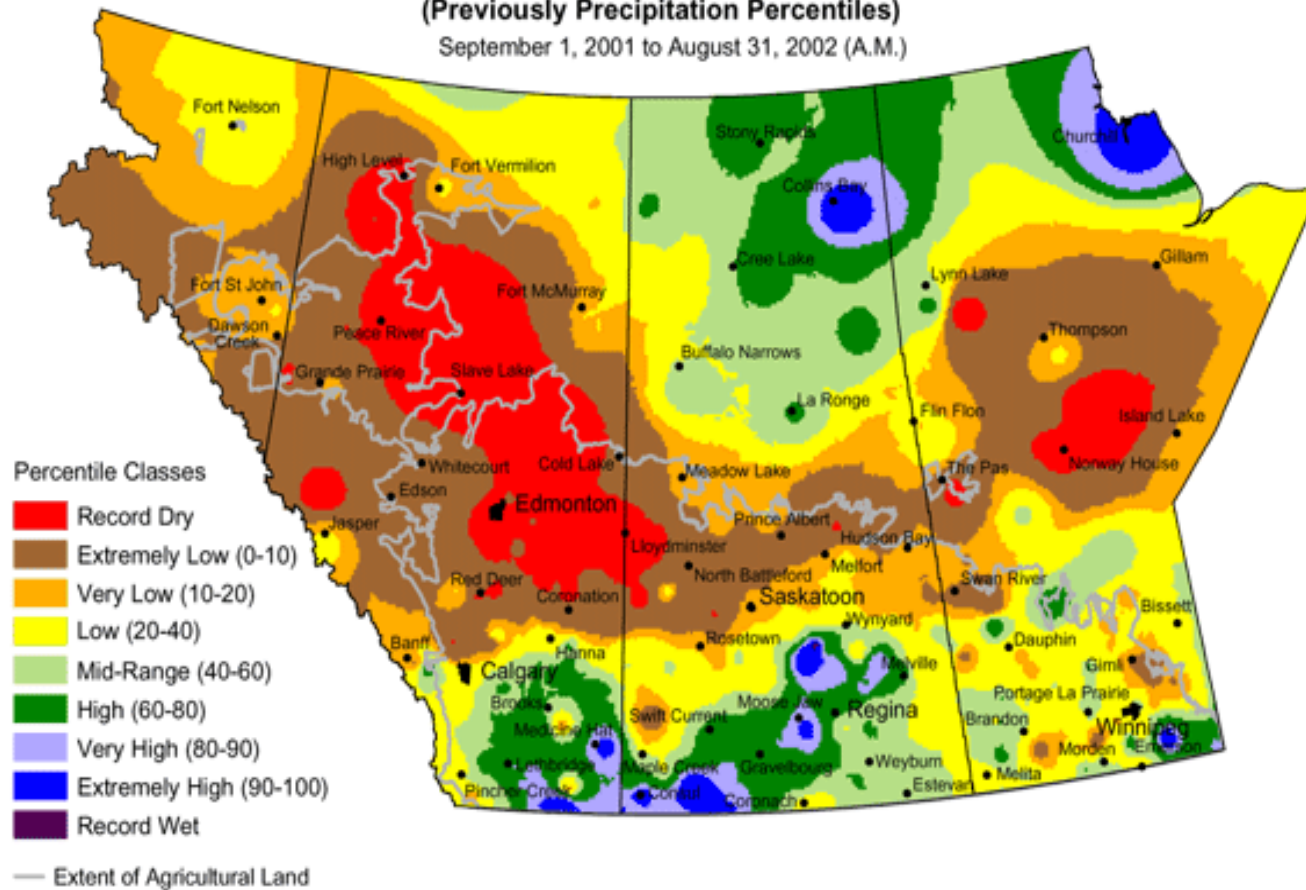 (Previously Precipitation Percentiles)
September 1, 2001 to August 31, 2002 (A.M.)
Fort Nelson
Stony Rapids
Churchill
High Level
Fort Vermilion
Collins Bay
Cree Lake
Gillam
Lynn Lake
Fort St John
Fort McMurray
Dawson
Creek
Peace River
Thompson
Buffalo Narrows
Grande Prairie
Slave Lake
La Ronge
Flin Flon
Island Lake
Whitecourt
Cold Lake
Meadow Lake
The Pas
Norway House
Edson
Edmonton
Jasper
Prince Albert
Hudson Bay
Lloydminster
Melfort
Red Deer
North Battleford
Swan River
Coronation
Saskatoon
Bissett
Wynyard
Banff
Hanna
Rosetown
Dauphin
Calgary
Melville
Gimli
Brooks
Moose Jaw
Portage La Prairie
Swift Current
Regina
Medicine Hat
Brandon
Winnipeg
Lethbridge
Maple Creek
Gravelbourg
Weyburn
Morden
Emerson
Pincher Creek
Consul
Coronach
Estevan
Melita
Percentile Classes
Record Dry
Extremely Low (0-10)
Very Low (10-20)
Low (20-40)
Mid-Range (40-60)
High (60-80)
Very High (80-90)
Extremely High (90-100)
Record Wet
Extent of Agricultural Land